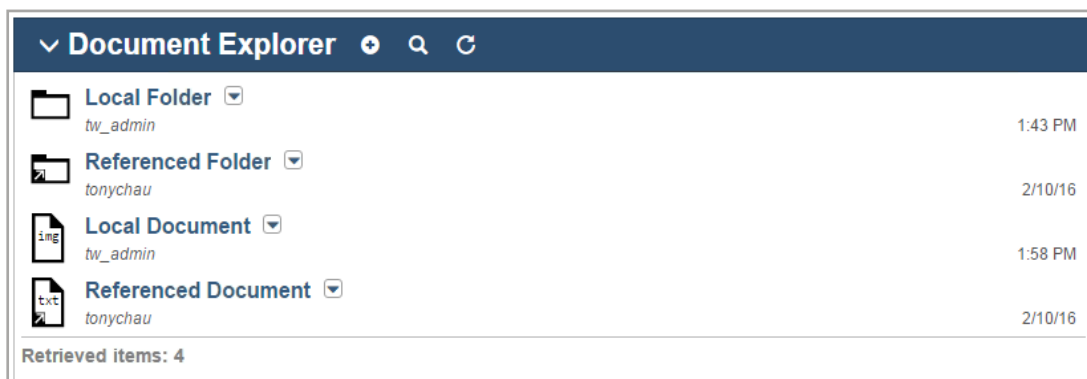 Document Explorer
Local Folder
tw_admin 1:43 PM
Referenced Folder
tonychau 2/10/16
img
Local Document
tw_admin 1:58 PM
txt
Referenced Document
tonychau 2/10/16
Retrieved items: 4